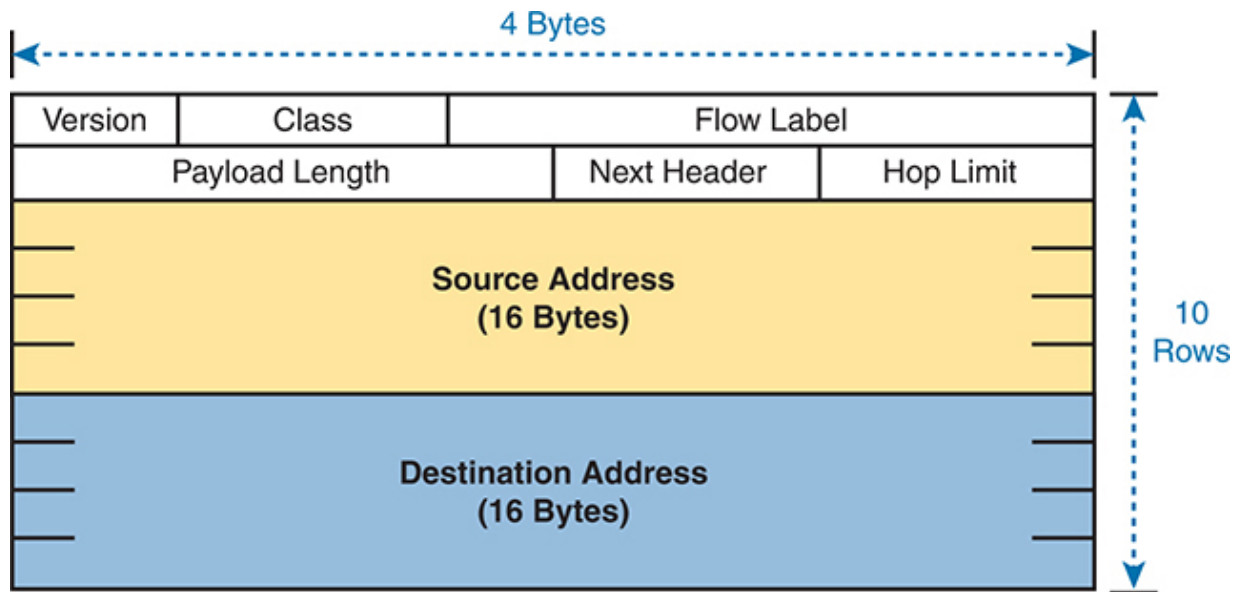 4 Bytes
Version Class Flow Label
Payload Length Next Header Hop Limit
Source Address
(16 Bytes)
10
Rows
Destination Address
(16 Bytes)